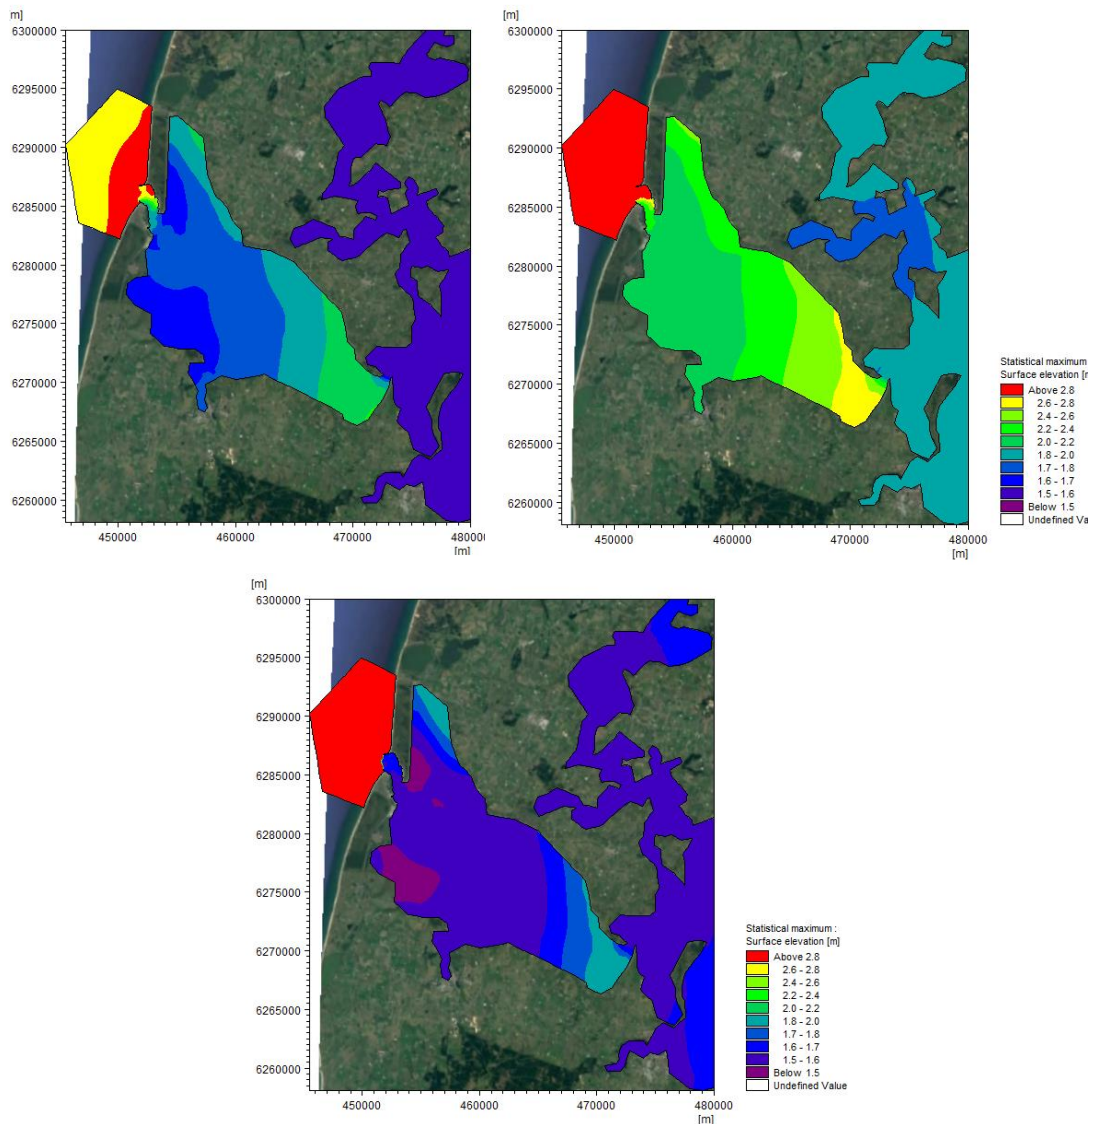 m]
6300000
6295000
6290000
6285000
6280000
6275000
6270000
6265000
6260000
450000 460000 470000 480000
[m]
[m]
6300000
6295000
6290000
6285000
6280000
6275000
6270000
6265000
6260000
450000 460000 470000 480000
[m]
Statistical maximum
Surface elevation [r
Above 2.8
2.6 - 2.8
2.4 - 2.6
2.2 - 2.4
2.0 - 2.2
1.8 - 2.0
1.7 - 1.8
1.6 - 1.7
1.5 - 1.6
Below 1.5
Undefined Va
[m]
6300000
6295000
6290000
6285000
6280000
6275000
6270000
6265000
6260000
450000 460000 470000 480000
[m]
Statistical maximum :
Surface elevation [m]
Above 2.8
2.6 - 2.8
2.4 - 2.6
2.2 - 2.4
2.0 - 2.2
1.8 - 2.0
1.7 - 1.8
1.6 - 1.7
1.5 - 1.6
Below 1.5
Undefined Value